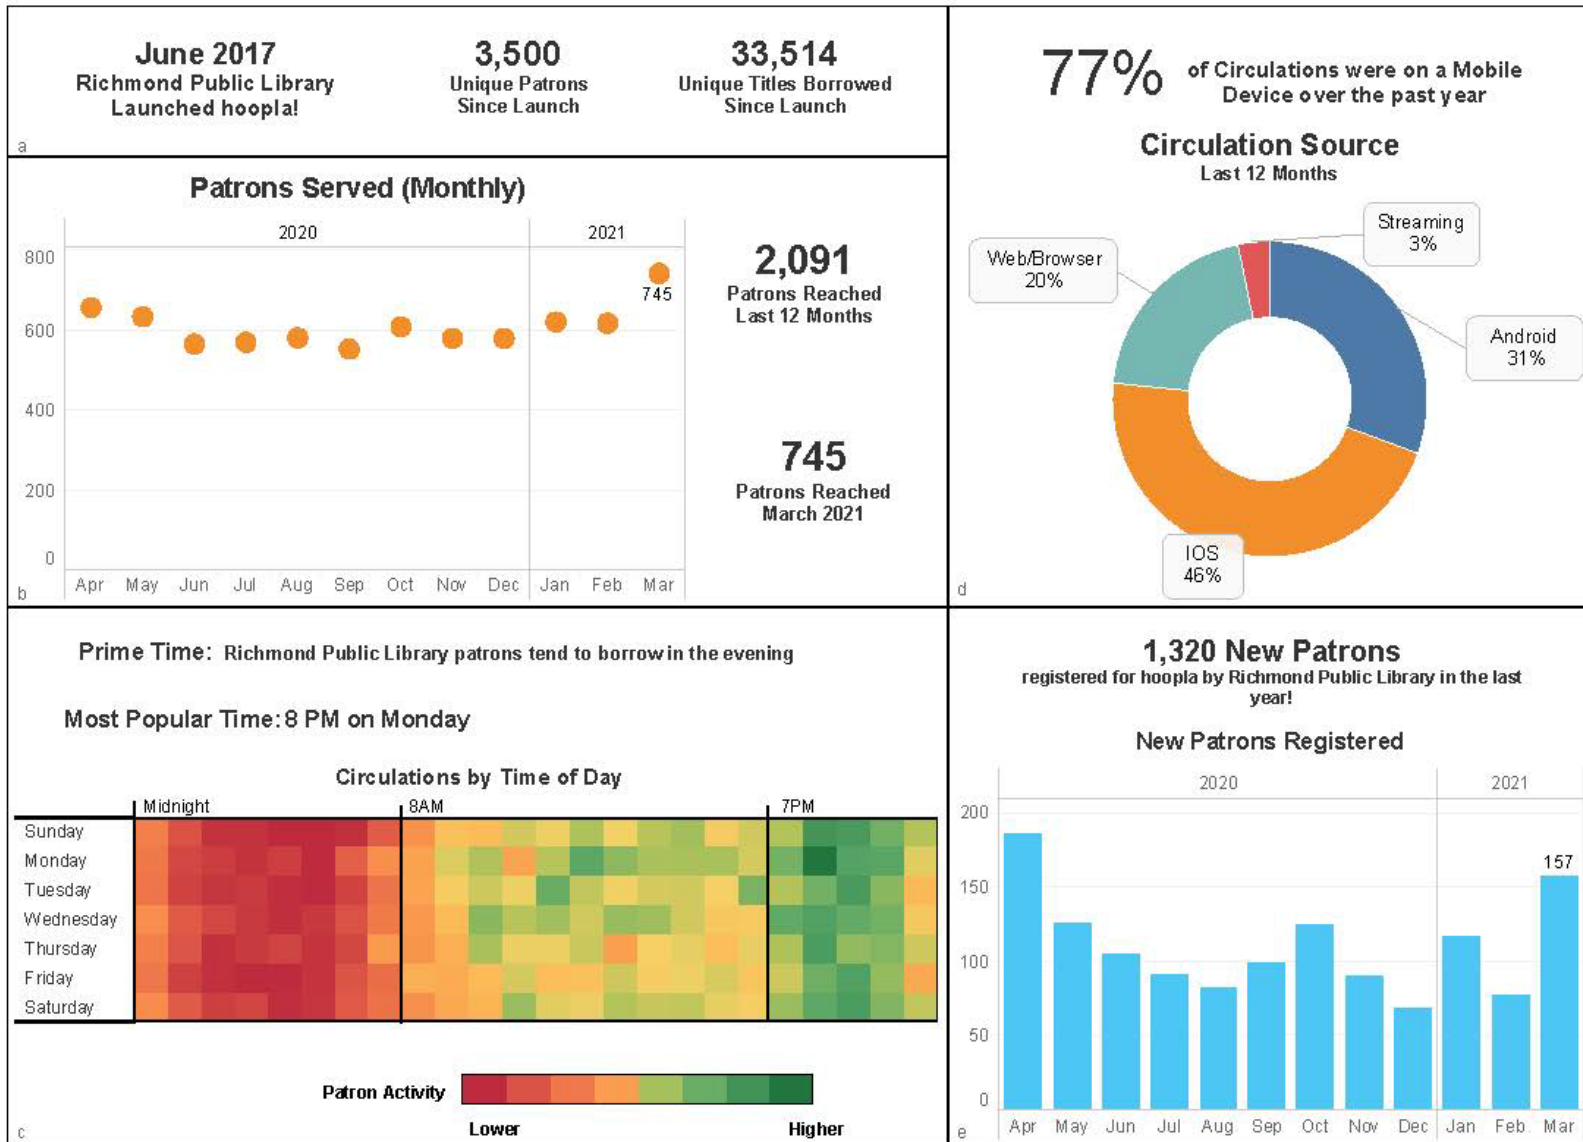 June 2017
Richmond Public Library
Launched hoopla!
3,500
Unique Patrons
Since Launch
33,514
Unique Titles Borrowed
Since Launch
a
Patrons Served (Monthly)
2020
2021
800
600
400
200
0
745
Apr May Jun Jul Aug Sep Oct Nov Dec Jan Feb Mar
2,091
Patrons Reached
Last 12 Months
745
Patrons Reached
March 2021
b
77%
of Circulations were on a Mobile
Device over the past year
Circulation Source
Last 12 Months
Streaming
3%
Web/Browser
20%
Android
31%
IOS
46%
d
Prime Time: Richmond Public Library patrons tend to borrow in the evening
Most Popular Time: 8 PM on Monday
Circulations by Time of Day
Midnight 8AM 7PM
Sunday
Monday
Tuesday
Wednesday
Thursday
Friday
Saturday
Patron Activity
Lower Higher
c
1,320 New Patrons
registered for hoopla by Richmond Public Library in the last
year!
New Patrons Registered
2020 2021
200
150
100
50
0
157
Apr May Jun Jul Aug Sep Oct Nov Dec Jan Feb Mar
e